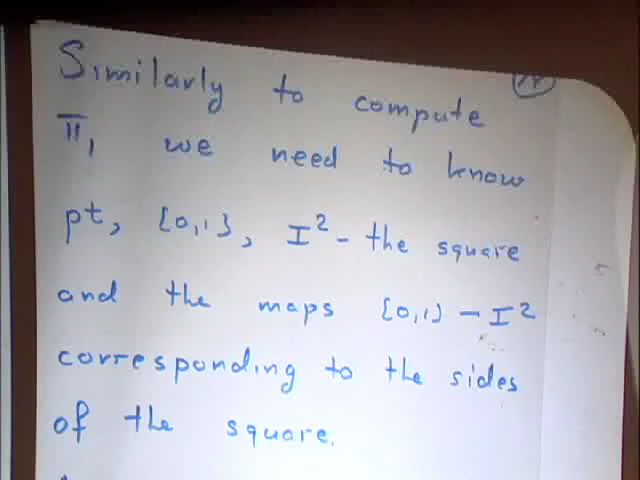 Similarly to compute
π₁ we need to know
pt, {0,1}, I² - the square
and the maps [0,1] - I²
corresponding to the sides
of the square.